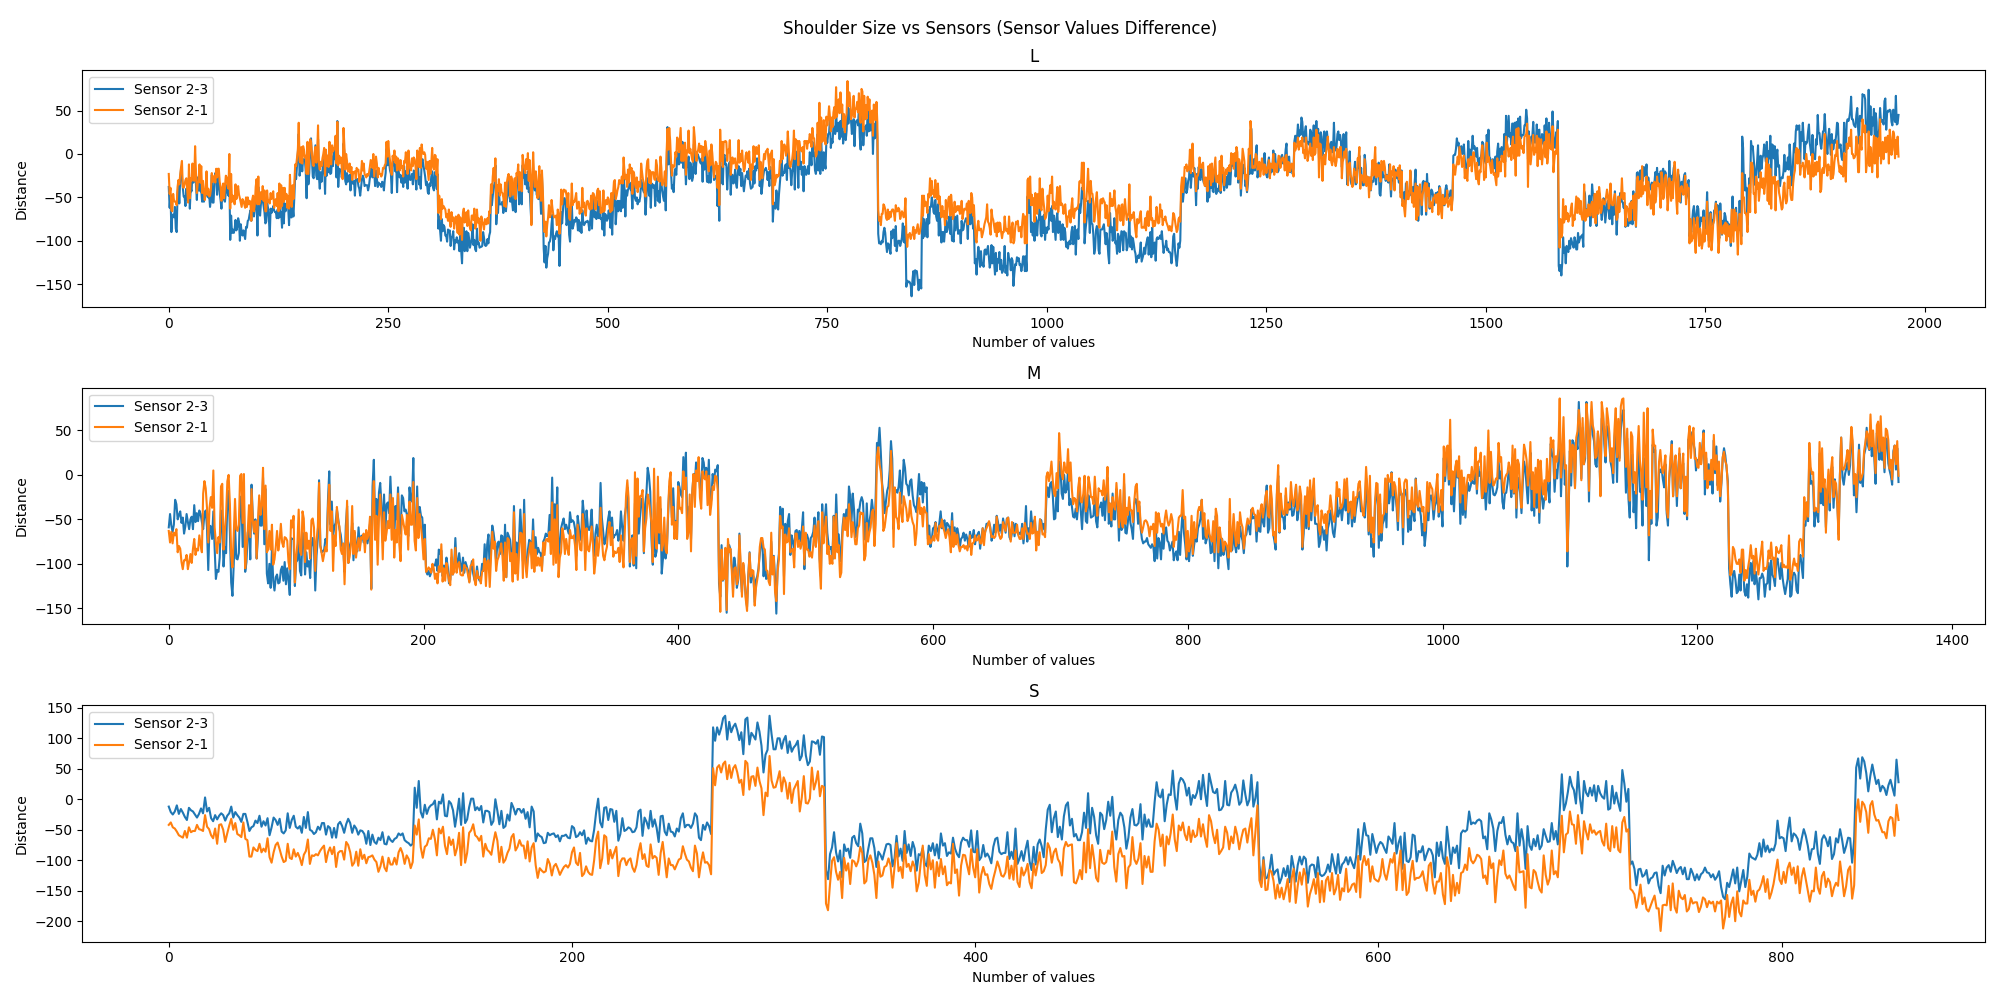 Shoulder Size vs Sensors (Sensor Values Difference)
L
Sensor 2-3
Sensor 2-1
Distance
50
0
−50
−100
−150
0 250 500 750 1000 1250 1500 1750 2000
Number of values
M
Sensor 2-3
Sensor 2-1
Distance
50
0
−50
−100
−150
0 200 400 600 800 1000 1200 1400
Number of values
S
Sensor 2-3
Sensor 2-1
Distance
150
100
50
0
−50
−100
−150
−200
0 200 400 600 800
Number of values